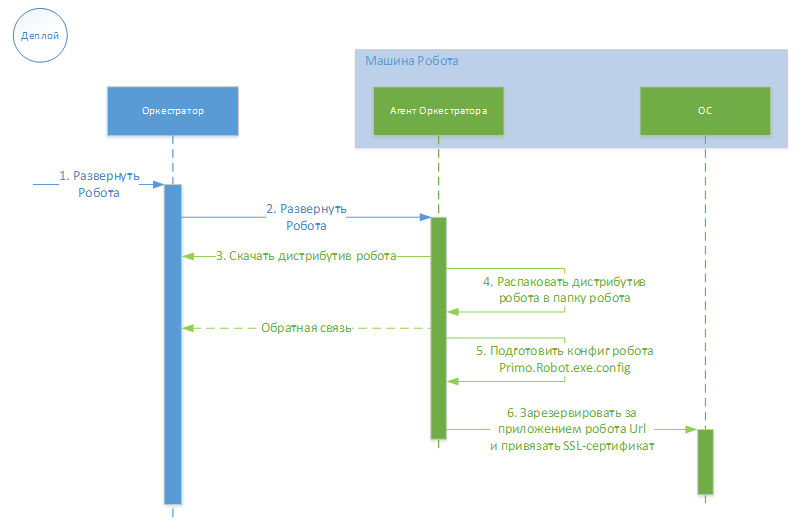 Деплой
Машина Робота
Оркестратор
Агент Оркестратора
ОС
1. Развернуть
Робота
2. Развернуть
Робота
3. Скачать дистрибутив робота
4. Распаковать дистрибутив
робота в папку робота
Обратная связь
5. Подготовить конфиг робота
Primo.Robot.exe.config
6. Зарезервировать за
приложением робота Url
и привязать SSL-сертификат